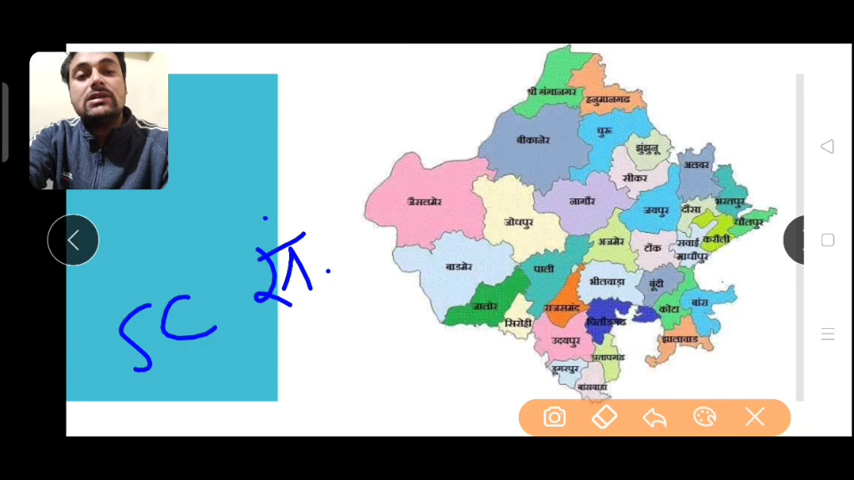 श्री गंगानगर
हनुमानगढ
चुरू
बीकानेर
झुंझुनू
सीकर
अलवर
जैसलमेर
नागौर
जयपुर
दौसा
भरतपुर
धौलपुर
जोधपुर
अजमेर
टोंक
सवाई
माधौपुर
करौली
बाडमेर
पाली
भीलवाड़ा
बूंदी
जालोर
राजसमंद
कोटा
बांरा
सिरोही
उदयपुर
झालावाड
प्रतापगढ
डूंगरपुर
बांसवाडा
SC